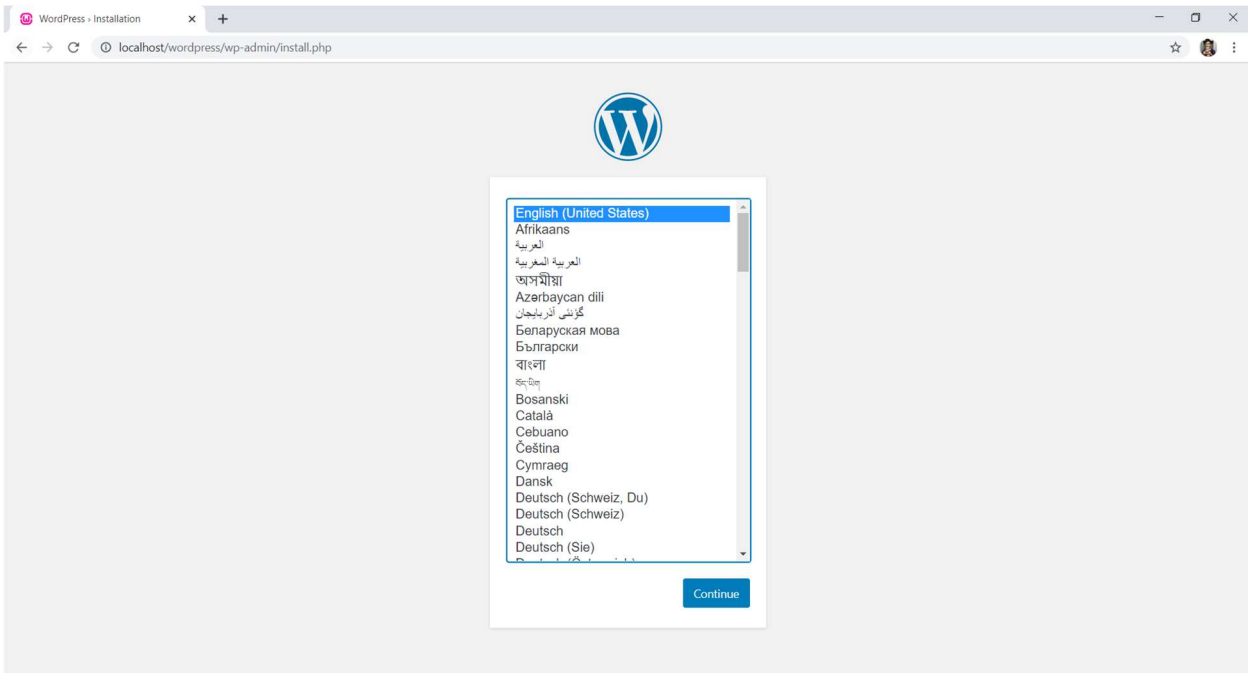 WordPress › Installation
localhost/wordpress/wp-admin/install.php
English (United States)
Afrikaans
العربية
العربية المغربية
অসমীয়া
Azərbaycan dili
گؤنئی آذربایجان
Беларуская мова
Български
বাংলা
བོད་ཡིག
Bosanski
Català
Cebuano
Čeština
Cymraeg
Dansk
Deutsch (Schweiz, Du)
Deutsch (Schweiz)
Deutsch
Deutsch (Sie)
Continue